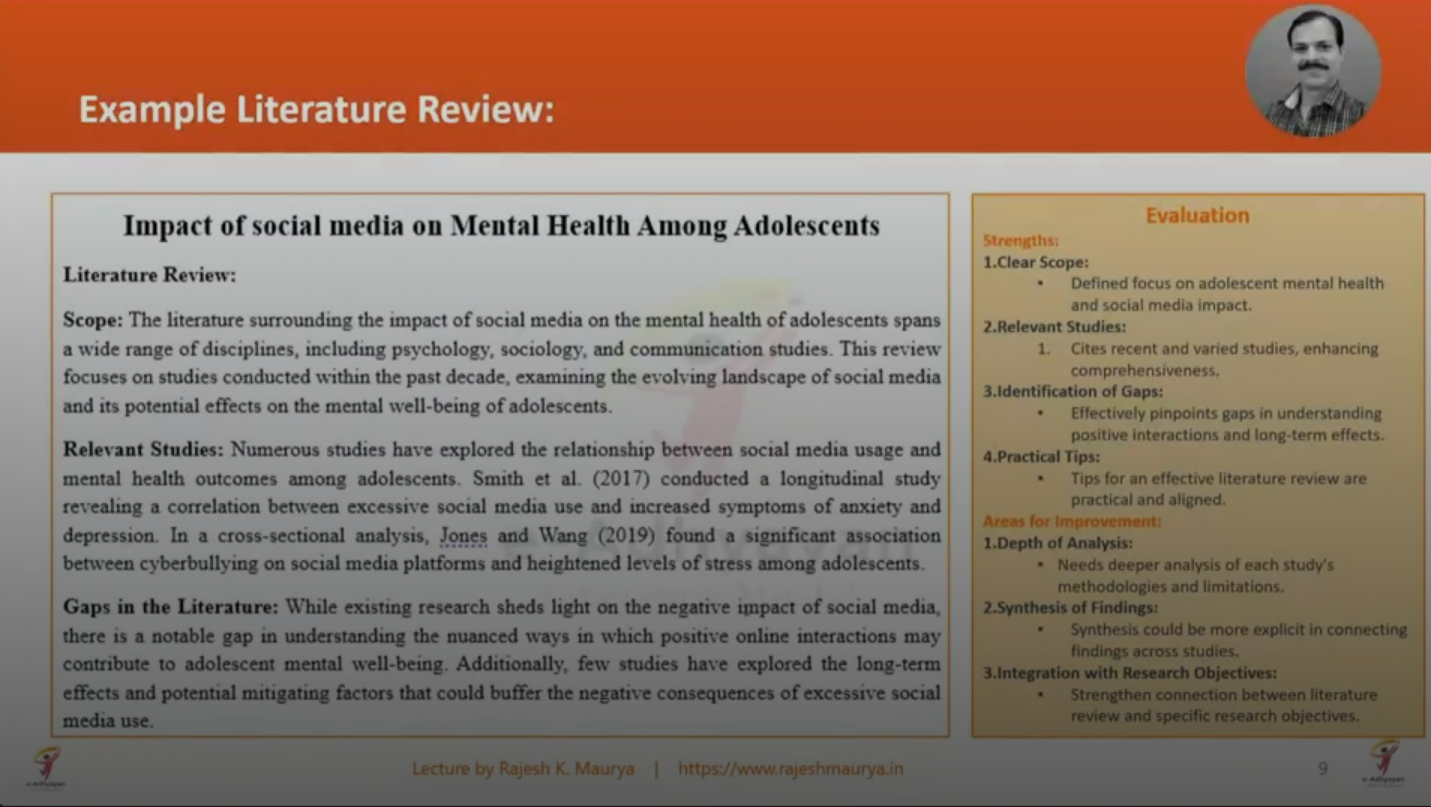 Example Literature Review:
Impact of social media on Mental Health Among Adolescents
Literature Review:
Scope: The literature surrounding the impact of social media on the mental health of adolescents spans
a wide range of disciplines, including psychology, sociology, and communication studies. This review
focuses on studies conducted within the past decade, examining the evolving landscape of social media
and its potential effects on the mental well-being of adolescents.
Relevant Studies: Numerous studies have explored the relationship between social media usage and
mental health outcomes among adolescents. Smith et al. (2017) conducted a longitudinal study
revealing a correlation between excessive social media use and increased symptoms of anxiety and
depression. In a cross-sectional analysis, Jones and Wang (2019) found a significant association
between cyberbullying on social media platforms and heightened levels of stress among adolescents.
Gaps in the Literature: While existing research sheds light on the negative impact of social media,
there is a notable gap in understanding the nuanced ways in which positive online interactions may
contribute to adolescent mental well-being. Additionally, few studies have explored the long-term
effects and potential mitigating factors that could buffer the negative consequences of excessive social
media use.
Evaluation
Strengths:
1.Clear Scope:
• Defined focus on adolescent mental health
and social media impact.
2.Relevant Studies:
1. Cites recent and varied studies, enhancing
comprehensiveness.
3.Identification of Gaps:
• Effectively pinpoints gaps in understanding
positive interactions and long-term effects.
4.Practical Tips:
• Tips for an effective literature review are
practical and aligned.
Areas for Improvement:
1.Depth of Analysis:
• Needs deeper analysis of each study's
methodologies and limitations.
2.Synthesis of Findings:
• Synthesis could be more explicit in connecting
findings across studies.
3.Integration with Research Objectives:
• Strengthen connection between literature
review and specific research objectives.
e-Adhyayan
Lecture by Rajesh K. Maurya | https://www.rajeshmaurya.in
9
e-Adhyayan